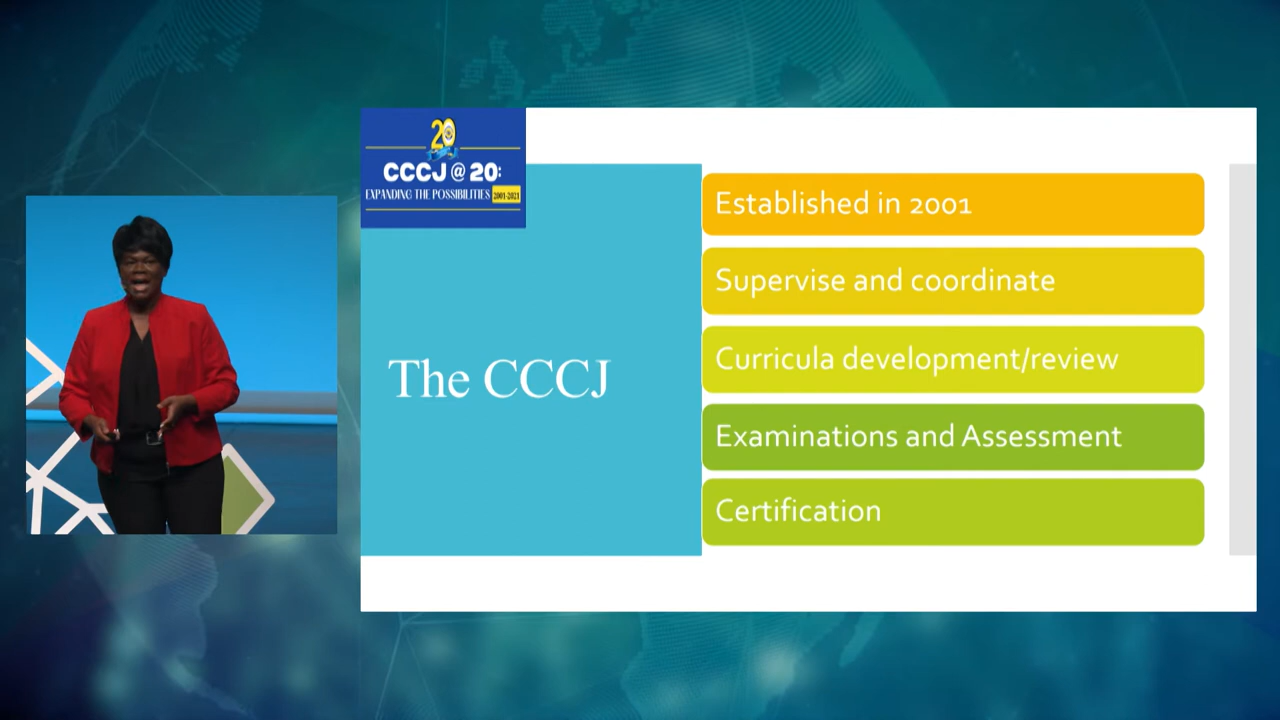 20
CCCJ @ 20:
EXPANDING THE POSSIBILITIES 2001-2021
The CCCJ
Established in 2001
Supervise and coordinate
Curricula development/review
Examinations and Assessment
Certification